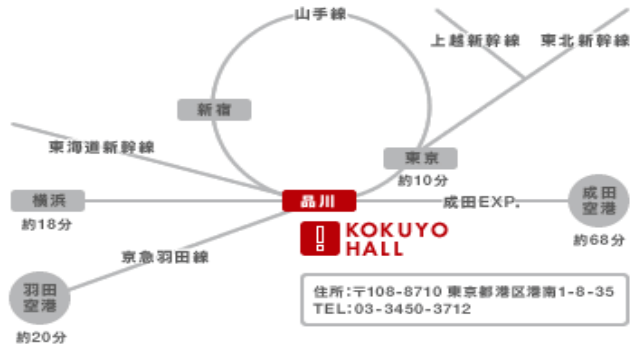 山手線
上越新幹線
東北新幹線
新宿
東海道新幹線
東京
約10分
横浜
約18分
品川
成田EXP.
成田
空港
約68分
KOKUYO
HALL
京急羽田線
羽田
空港
約20分
住所:〒108-8710 東京都港区港南1-8-35
TEL:03-3450-3712